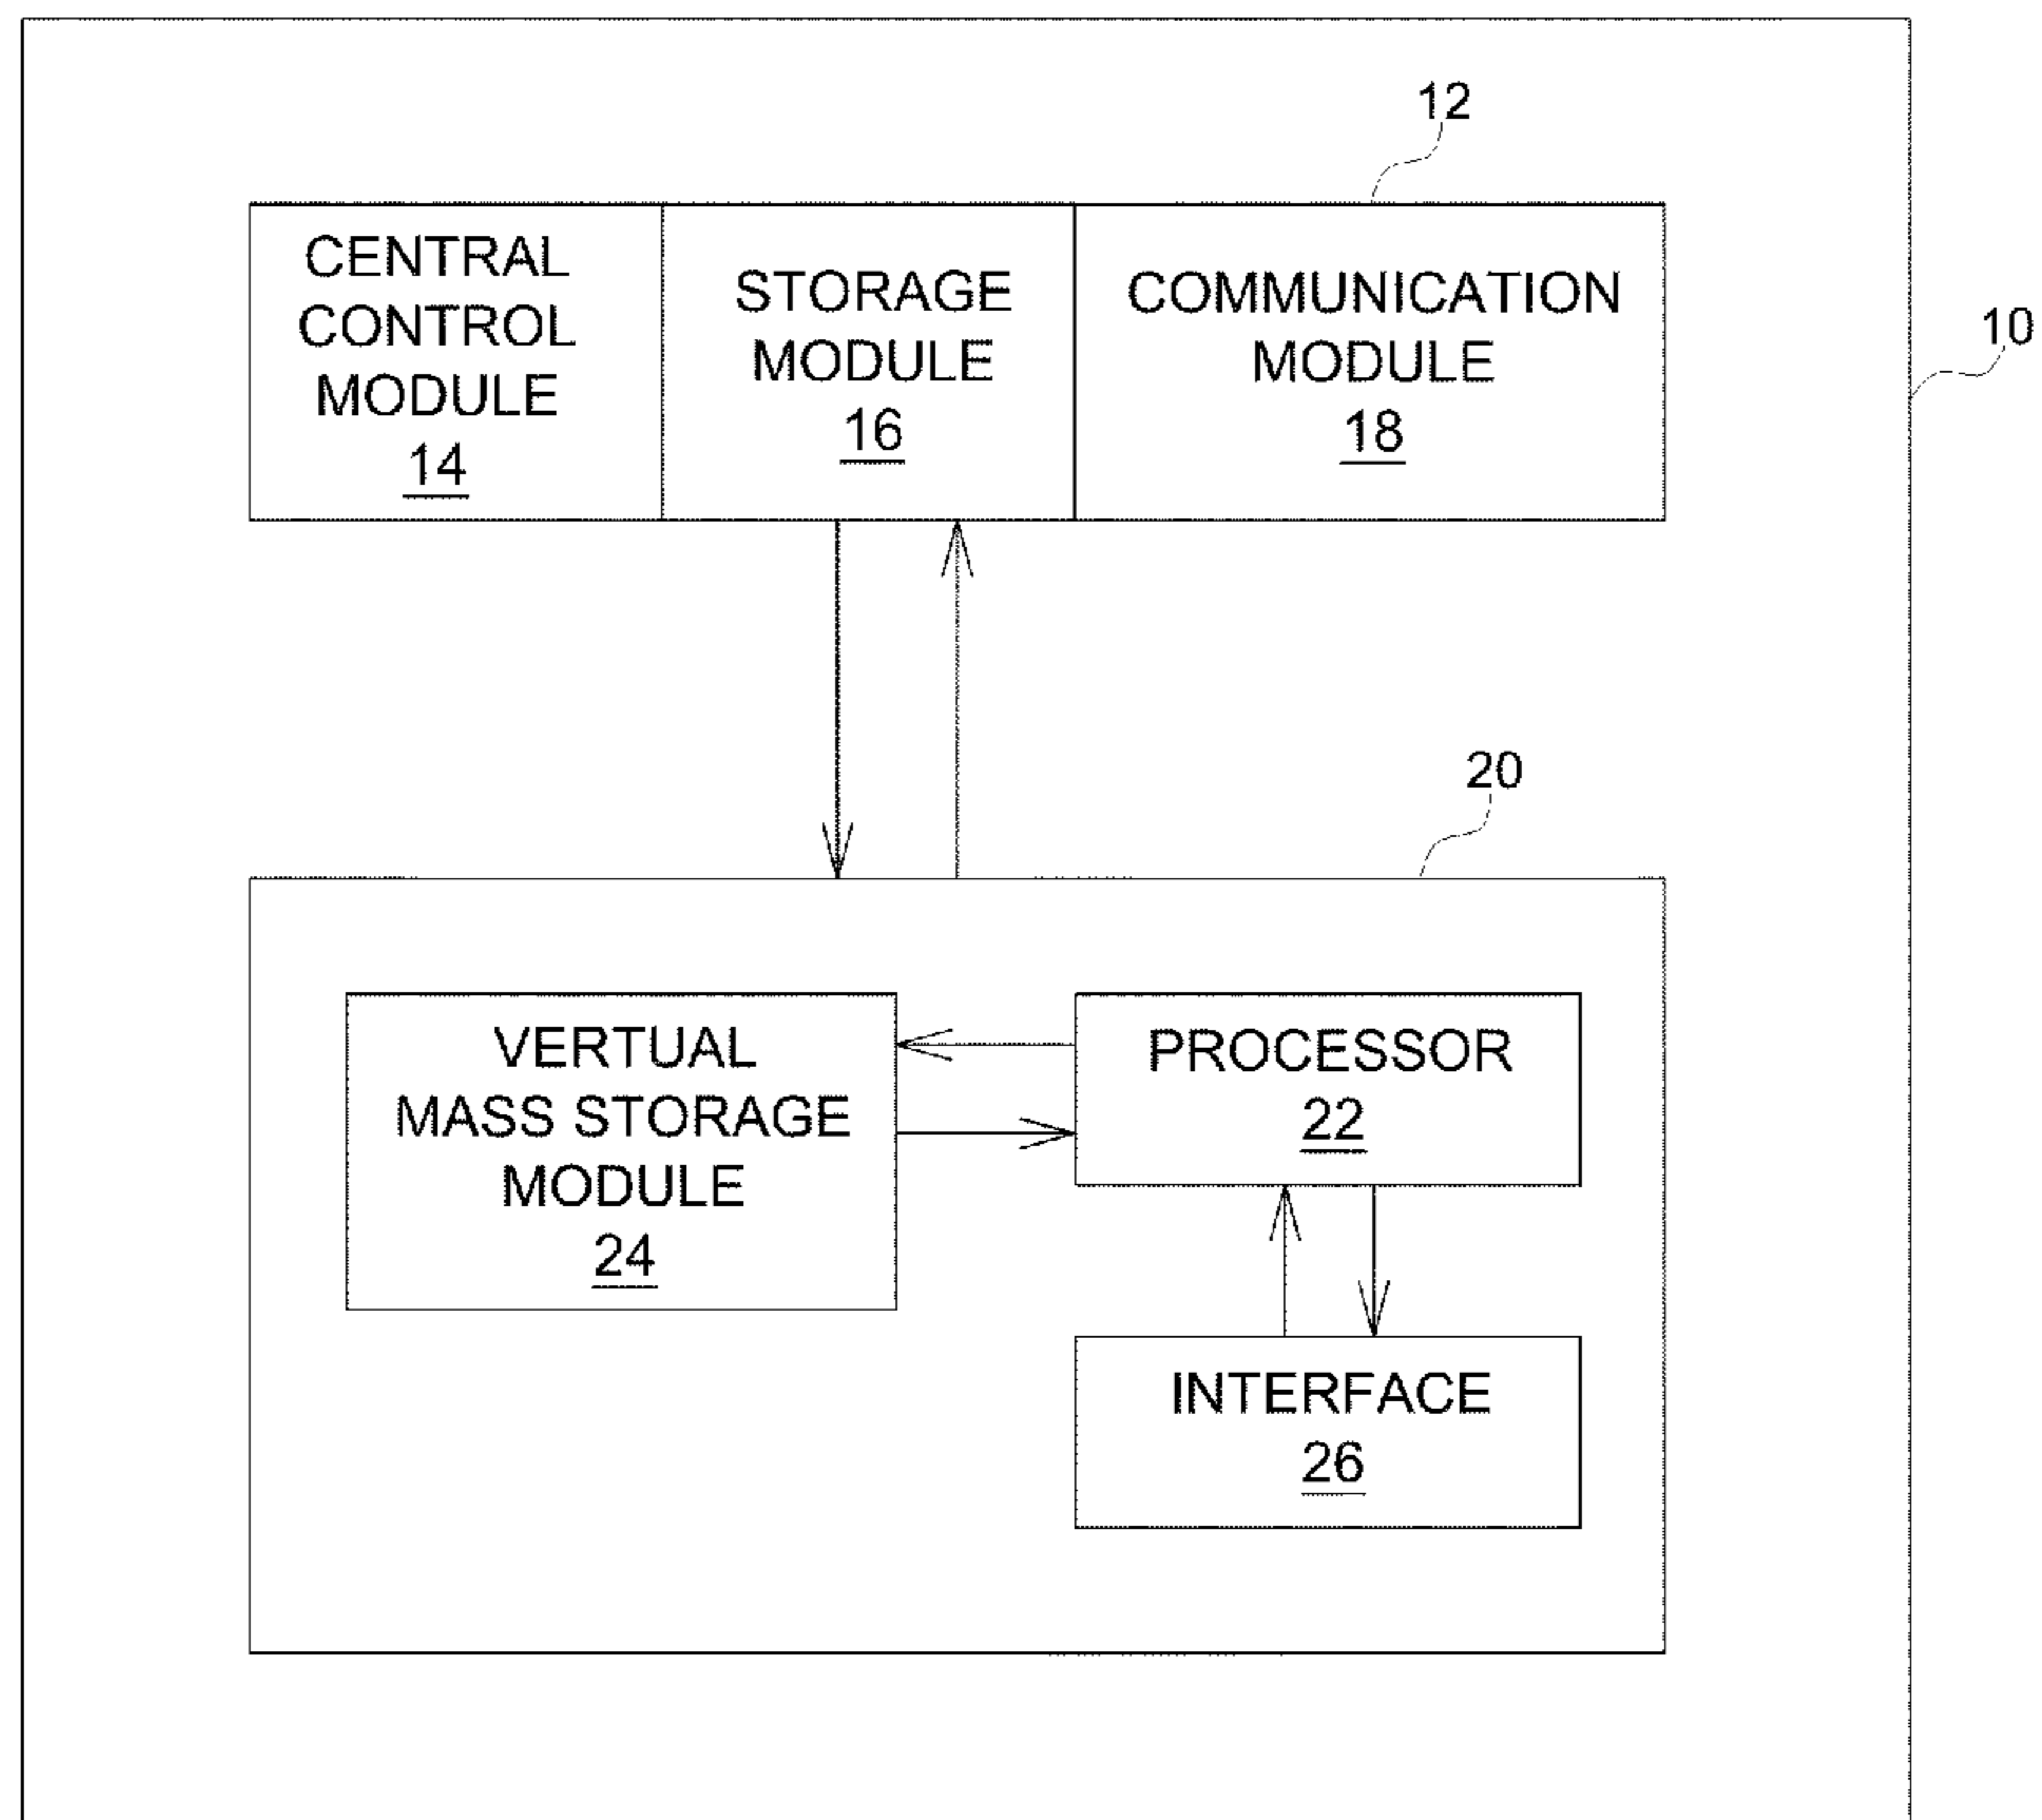 12
CENTRAL
CONTROL
MODULE
14
STORAGE
MODULE
16
COMMUNICATION
MODULE
18
10
20
VERTUAL
MASS STORAGE
MODULE
24
PROCESSOR
22
INTERFACE
26